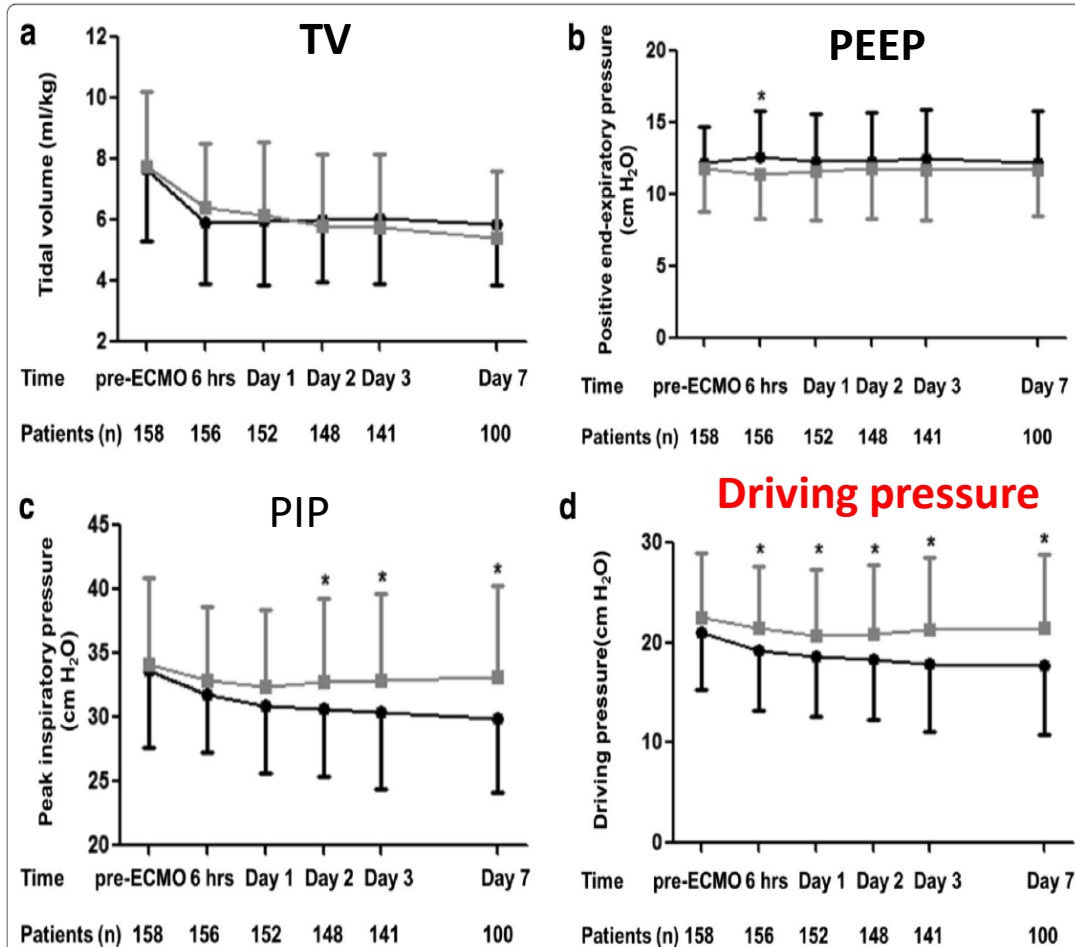 a
TV
12
10
8
6
4
2
Tidal volume (ml/kg)
Time pre-ECMO 6 hrs Day 1 Day 2 Day 3 Day 7
Patients (n) 158 156 152 148 141 100
b
PEEP
20
15
10
5
0
Positive end-expiratory pressure
(cm H₂O)
*
Time pre-ECMO 6 hrs Day 1 Day 2 Day 3 Day 7
Patients (n) 158 156 152 148 141 100
c
PIP
45
40
35
30
25
20
Peak inspiratory pressure
(cm H₂O)
* * *
Time pre-ECMO 6 hrs Day 1 Day 2 Day 3 Day 7
Patients (n) 158 156 152 148 141 100
d
Driving pressure
30
20
10
0
Driving pressure(cm H₂O)
* * * * *
Time pre-ECMO 6 hrs Day 1 Day 2 Day 3 Day 7
Patients (n) 158 156 152 148 141 100